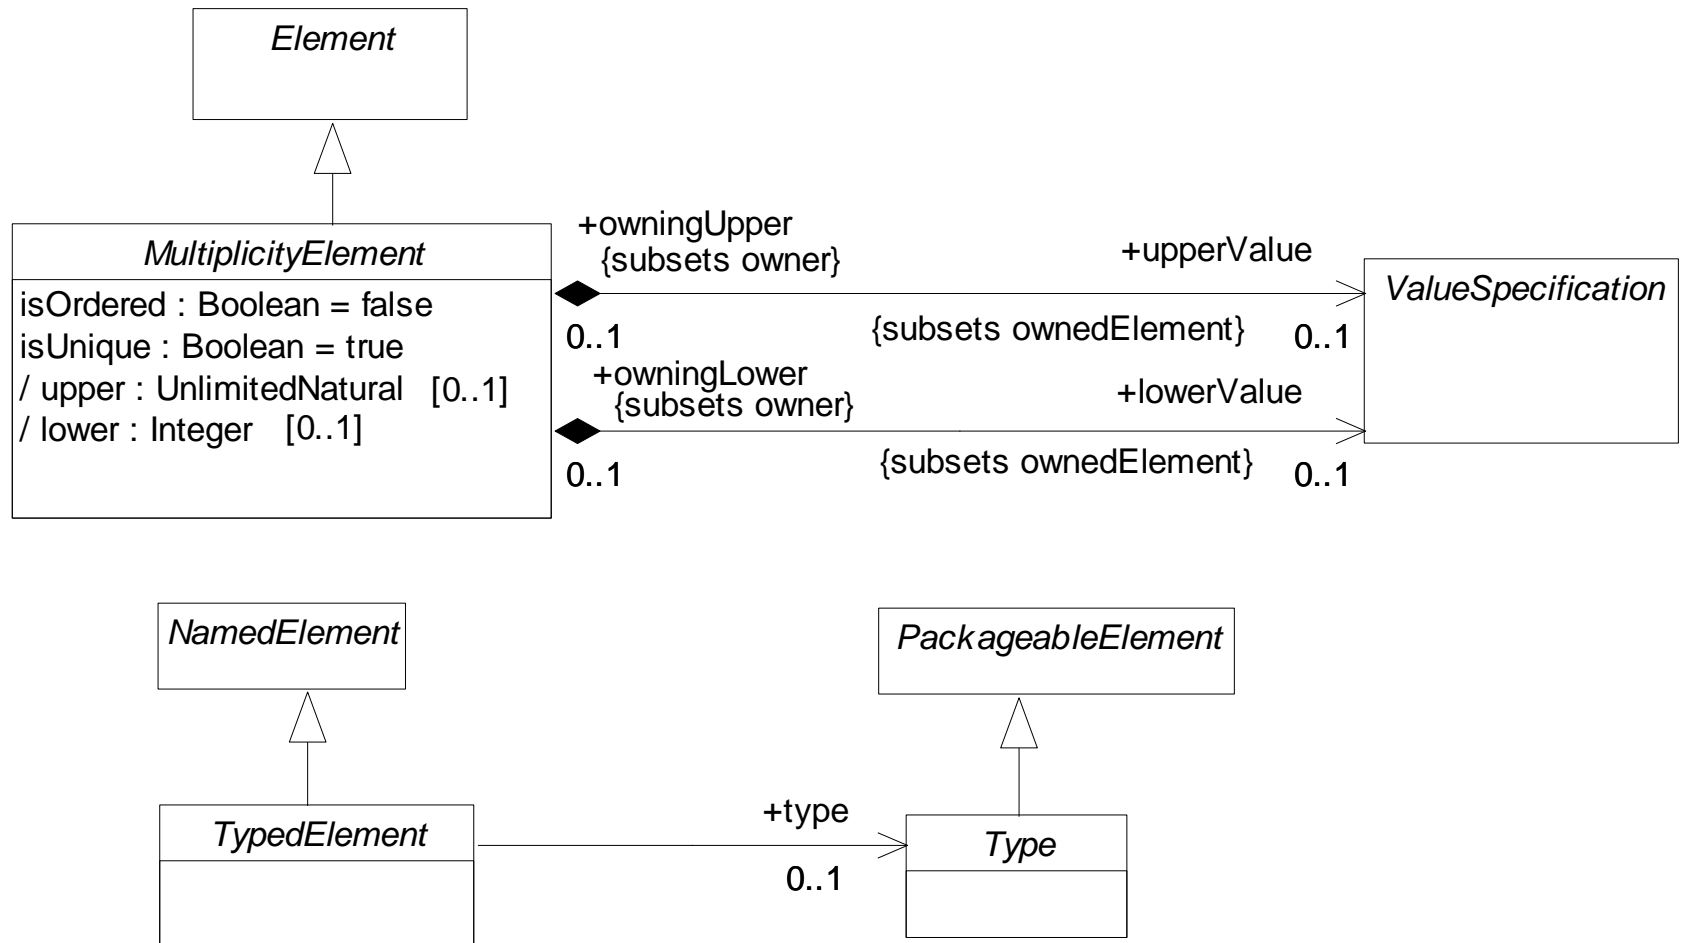 Element
MultiplicityElement
isOrdered : Boolean = false
isUnique : Boolean = true
/ upper : UnlimitedNatural [0..1]
/ lower : Integer [0..1]
+owningUpper
{subsets owner}
0..1
+upperValue
{subsets ownedElement}
0..1
+owningLower
{subsets owner}
0..1
+lowerValue
{subsets ownedElement}
0..1
ValueSpecification
NamedElement
PackageableElement
TypedElement
+type
0..1
Type